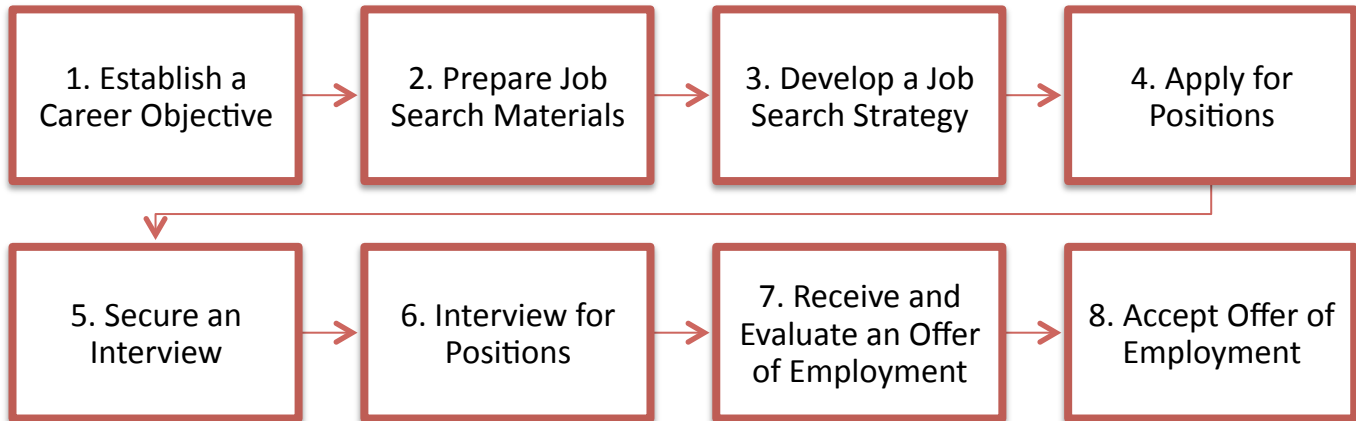 1. Establish a
Career Objective
2. Prepare Job
Search Materials
3. Develop a Job
Search Strategy
4. Apply for
Positions
5. Secure an
Interview
6. Interview for
Positions
7. Receive and
Evaluate an Offer
of Employment
8. Accept Offer of
Employment